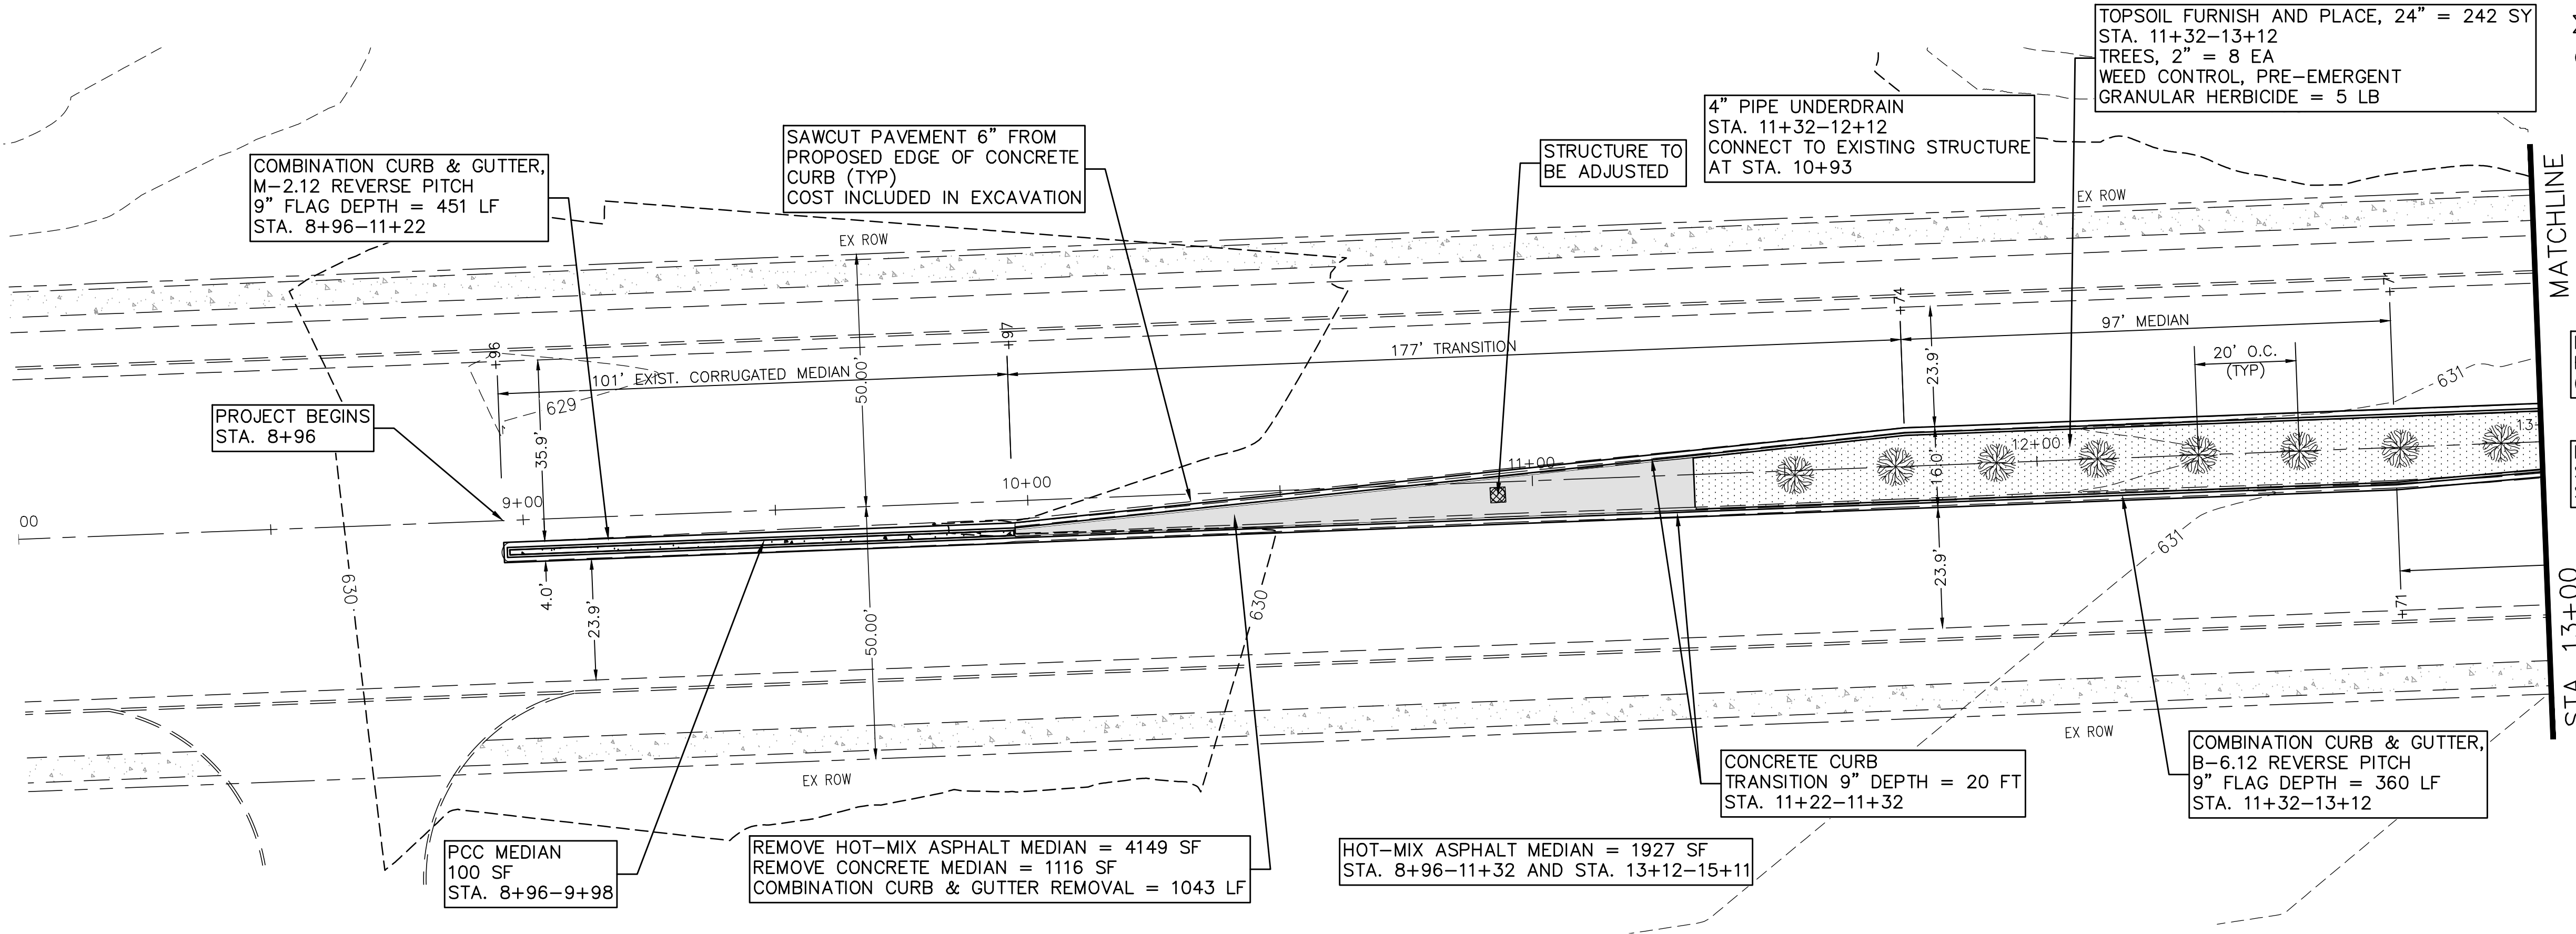 TOPSOIL FURNISH AND PLACE, 24" = 242 SY
STA. 11+32-13+12
TREES, 2" = 8 EA
WEED CONTROL, PRE-EMERGENT
GRANULAR HERBICIDE = 5 LB
4" PIPE UNDERDRAIN
STA. 11+32-12+12
CONNECT TO EXISTING STRUCTURE
AT STA. 10+93
SAWCUT PAVEMENT 6" FROM
PROPOSED EDGE OF CONCRETE
CURB (TYP)
COST INCLUDED IN EXCAVATION
STRUCTURE TO
BE ADJUSTED
COMBINATION CURB & GUTTER,
M-2.12 REVERSE PITCH
9" FLAG DEPTH = 451 LF
STA. 8+96-11+22
MATCHLINE
STA 13+00
EX ROW
EX ROW
+96
+97
+74
+71
101' EXIST. CORRUGATED MEDIAN
177' TRANSITION
97' MEDIAN
20' O.C.
(TYP)
50.00'
35.9'
23.9'
629
631
PROJECT BEGINS
STA. 8+96
00
9+00
10+00
11+00
12+00
13+
16.0'
4.0'
23.9'
50.00'
23.9'
630
630
631
+71
EX ROW
EX ROW
PCC MEDIAN
100 SF
STA. 8+96-9+98
REMOVE HOT-MIX ASPHALT MEDIAN = 4149 SF
REMOVE CONCRETE MEDIAN = 1116 SF
COMBINATION CURB & GUTTER REMOVAL = 1043 LF
HOT-MIX ASPHALT MEDIAN = 1927 SF
STA. 8+96-11+32 AND STA. 13+12-15+11
CONCRETE CURB
TRANSITION 9" DEPTH = 20 FT
STA. 11+22-11+32
COMBINATION CURB & GUTTER,
B-6.12 REVERSE PITCH
9" FLAG DEPTH = 360 LF
STA. 11+32-13+12